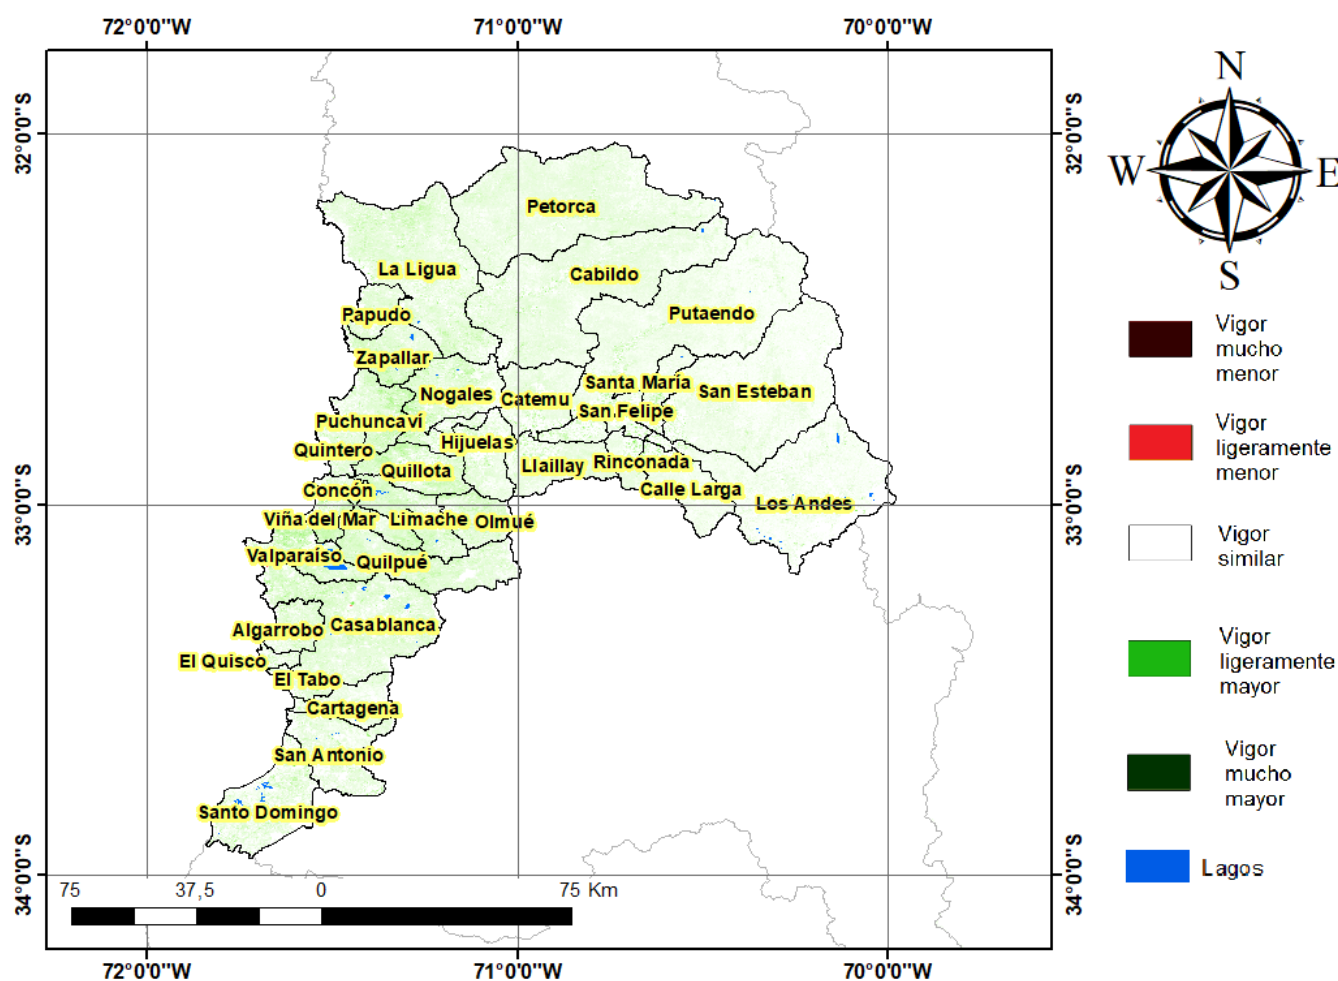 72°0'0"W
71°0'0"W
70°0'0"W
32°0'0"S
32°0'0"S
N
W
E
S
Petorca
La Ligua
Cabildo
Papudo
Putaendo
Zapallar
Santa María
San Esteban
Nogales
Catemu
San Felipe
Puchuncaví
Hijuelas
Quintero
Quillota
Llaillay
Rinconada
Concón
Calle Larga
Los Andes
33°0'0"S
33°0'0"S
Viña del Mar
Limache
Olmué
Valparaíso
Quilpué
Algarrobo
Casablanca
El Quisco
El Tabo
Cartagena
San Antonio
Santo Domingo
34°0'0"S
34°0'0"S
75
37,5
0
75 Km
72°0'0"W
71°0'0"W
70°0'0"W
Vigor
mucho
menor
Vigor
ligeramente
menor
Vigor
similar
Vigor
ligeramente
mayor
Vigor
mucho
mayor
Lagos